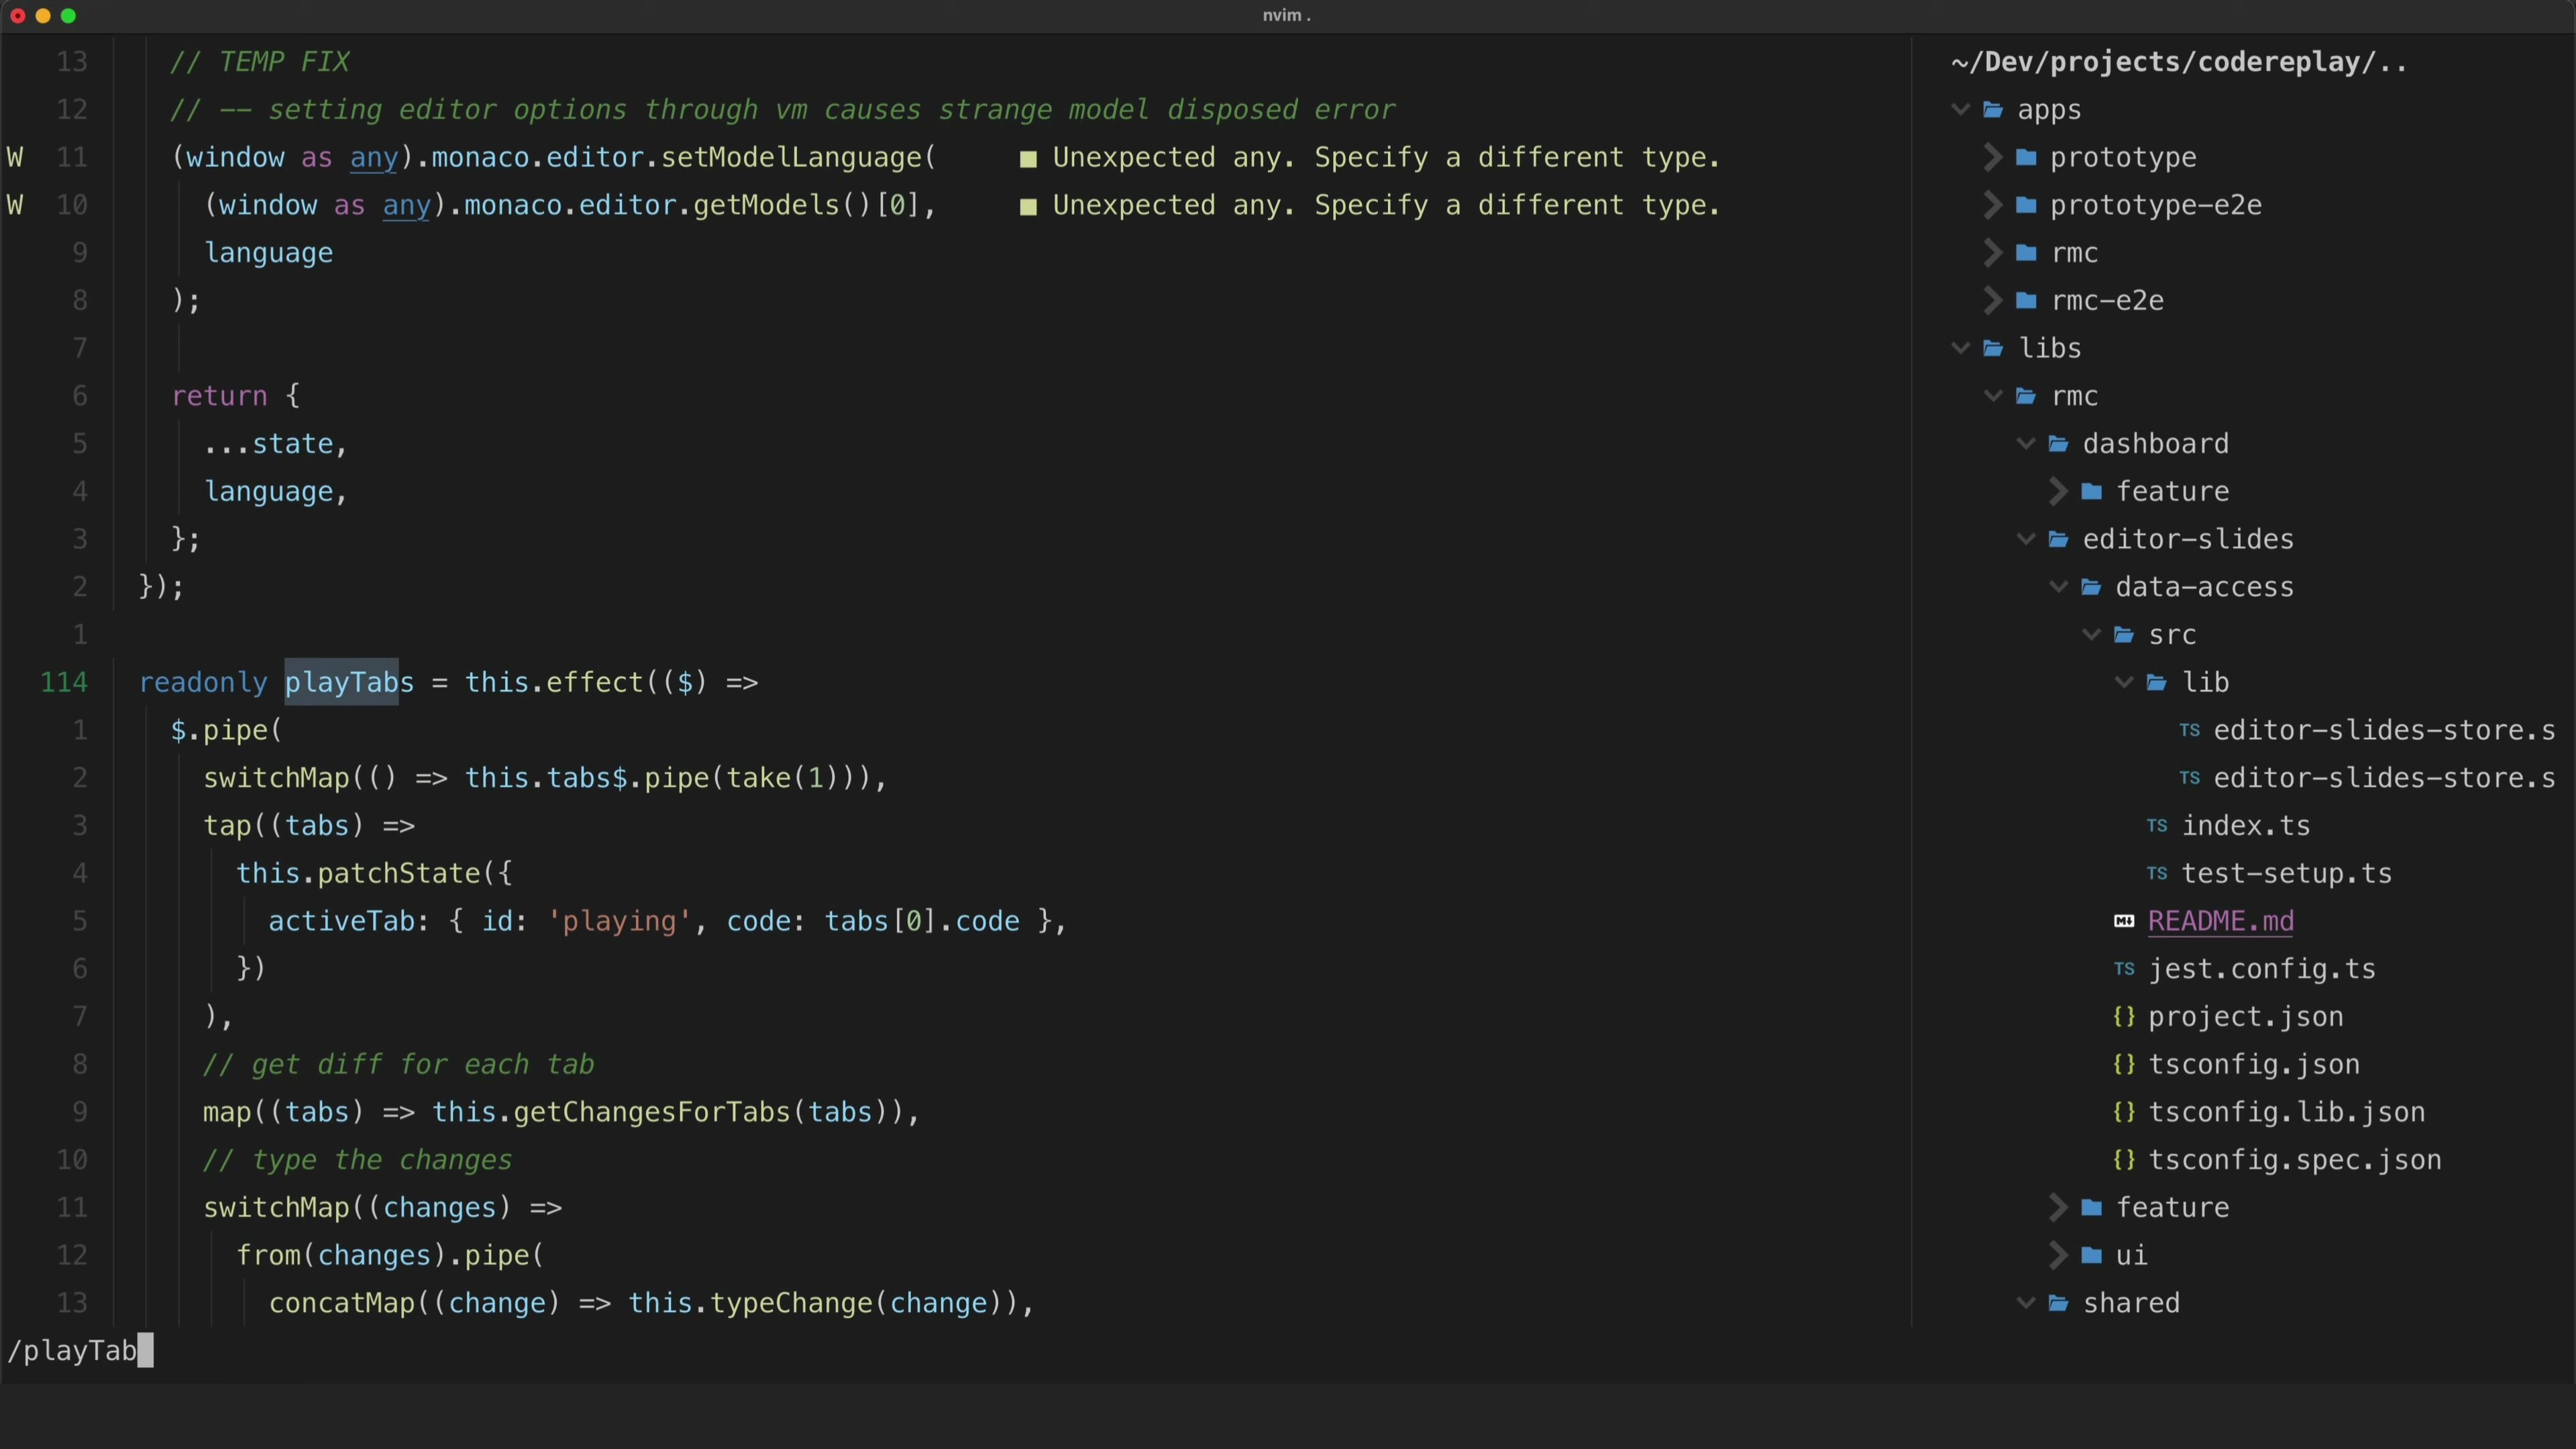 nvim .
13 // TEMP FIX
12 // –– setting editor options through vm causes strange model disposed error
W 11 (window as any).monaco.editor.setModelLanguage( ■ Unexpected any. Specify a different type.
W 10 (window as any).monaco.editor.getModels()[0], ■ Unexpected any. Specify a different type.
9 language
8 );
7
6 return {
5 ...state,
4 language,
3 };
2 });
1
114 readonly playTabs = this.effect(($) =>
1 $.pipe(
2 switchMap(() => this.tabs$.pipe(take(1))),
3 tap((tabs) =>
4 this.patchState({
5 activeTab: { id: 'playing', code: tabs[0].code },
6 })
7 ),
8 // get diff for each tab
9 map((tabs) => this.getChangesForTabs(tabs)),
10 // type the changes
11 switchMap((changes) =>
12 from(changes).pipe(
13 concatMap((change) => this.typeChange(change)),
/playTab
~/Dev/projects/codereplay/..
apps
prototype
prototype-e2e
rmc
rmc-e2e
libs
rmc
dashboard
feature
editor-slides
data-access
src
lib
TS editor-slides-store.s
TS editor-slides-store.s
TS index.ts
TS test-setup.ts
M↓ README.md
TS jest.config.ts
{} project.json
{} tsconfig.json
{} tsconfig.lib.json
{} tsconfig.spec.json
feature
ui
shared